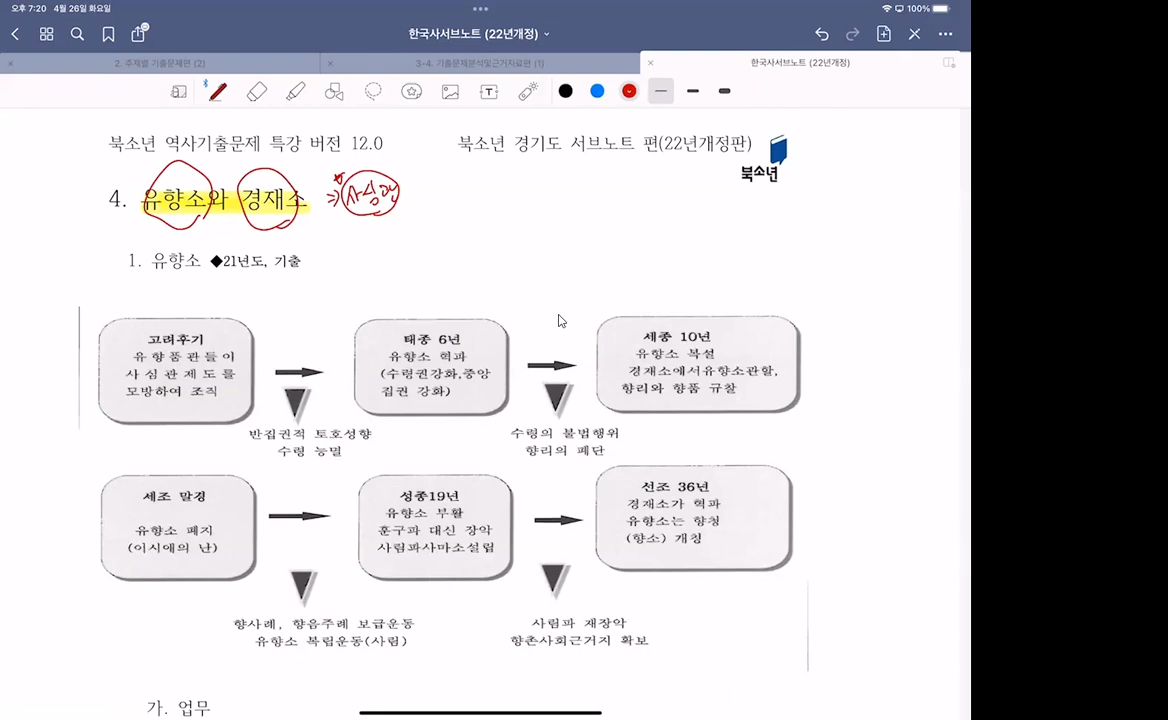 오후 7:20 4월 26일 화요일
100%
한국사서브노트 (22년개정)
2. 주제별 기출문제편 (2)
3-4. 기출문제분석및근거자료편 (1)
한국사서브노트 (22년개정)
북소년 역사기출문제 특강 버전 12.0
북소년 경기도 서브노트 편(22년개정판)
북소년
4. 유향소와 경재소 ⇒ 사심관
1. 유향소 ◆21년도, 기출
고려후기
유향품관들이
사심관제도를
모방하여 조직
태종 6년
유향소 혁파
(수령권강화,중앙
집권 강화)
세종 10년
유향소 복설
경재소에서유향소관할,
향리와 향품 규찰
반집권적 토호성향
수령 능멸
수령의 불법행위
향리의 폐단
세조 말경
유향소 폐지
(이시애의 난)
성종19년
유향소 부활
훈구파 대신 장악
사림파사마소설립
선조 36년
경재소가 혁파
유향소는 향청
(향소) 개칭
향사례, 향음주례 보급운동
유향소 복립운동(사림)
사림파 재장악
향촌사회근거지 확보
가. 업무